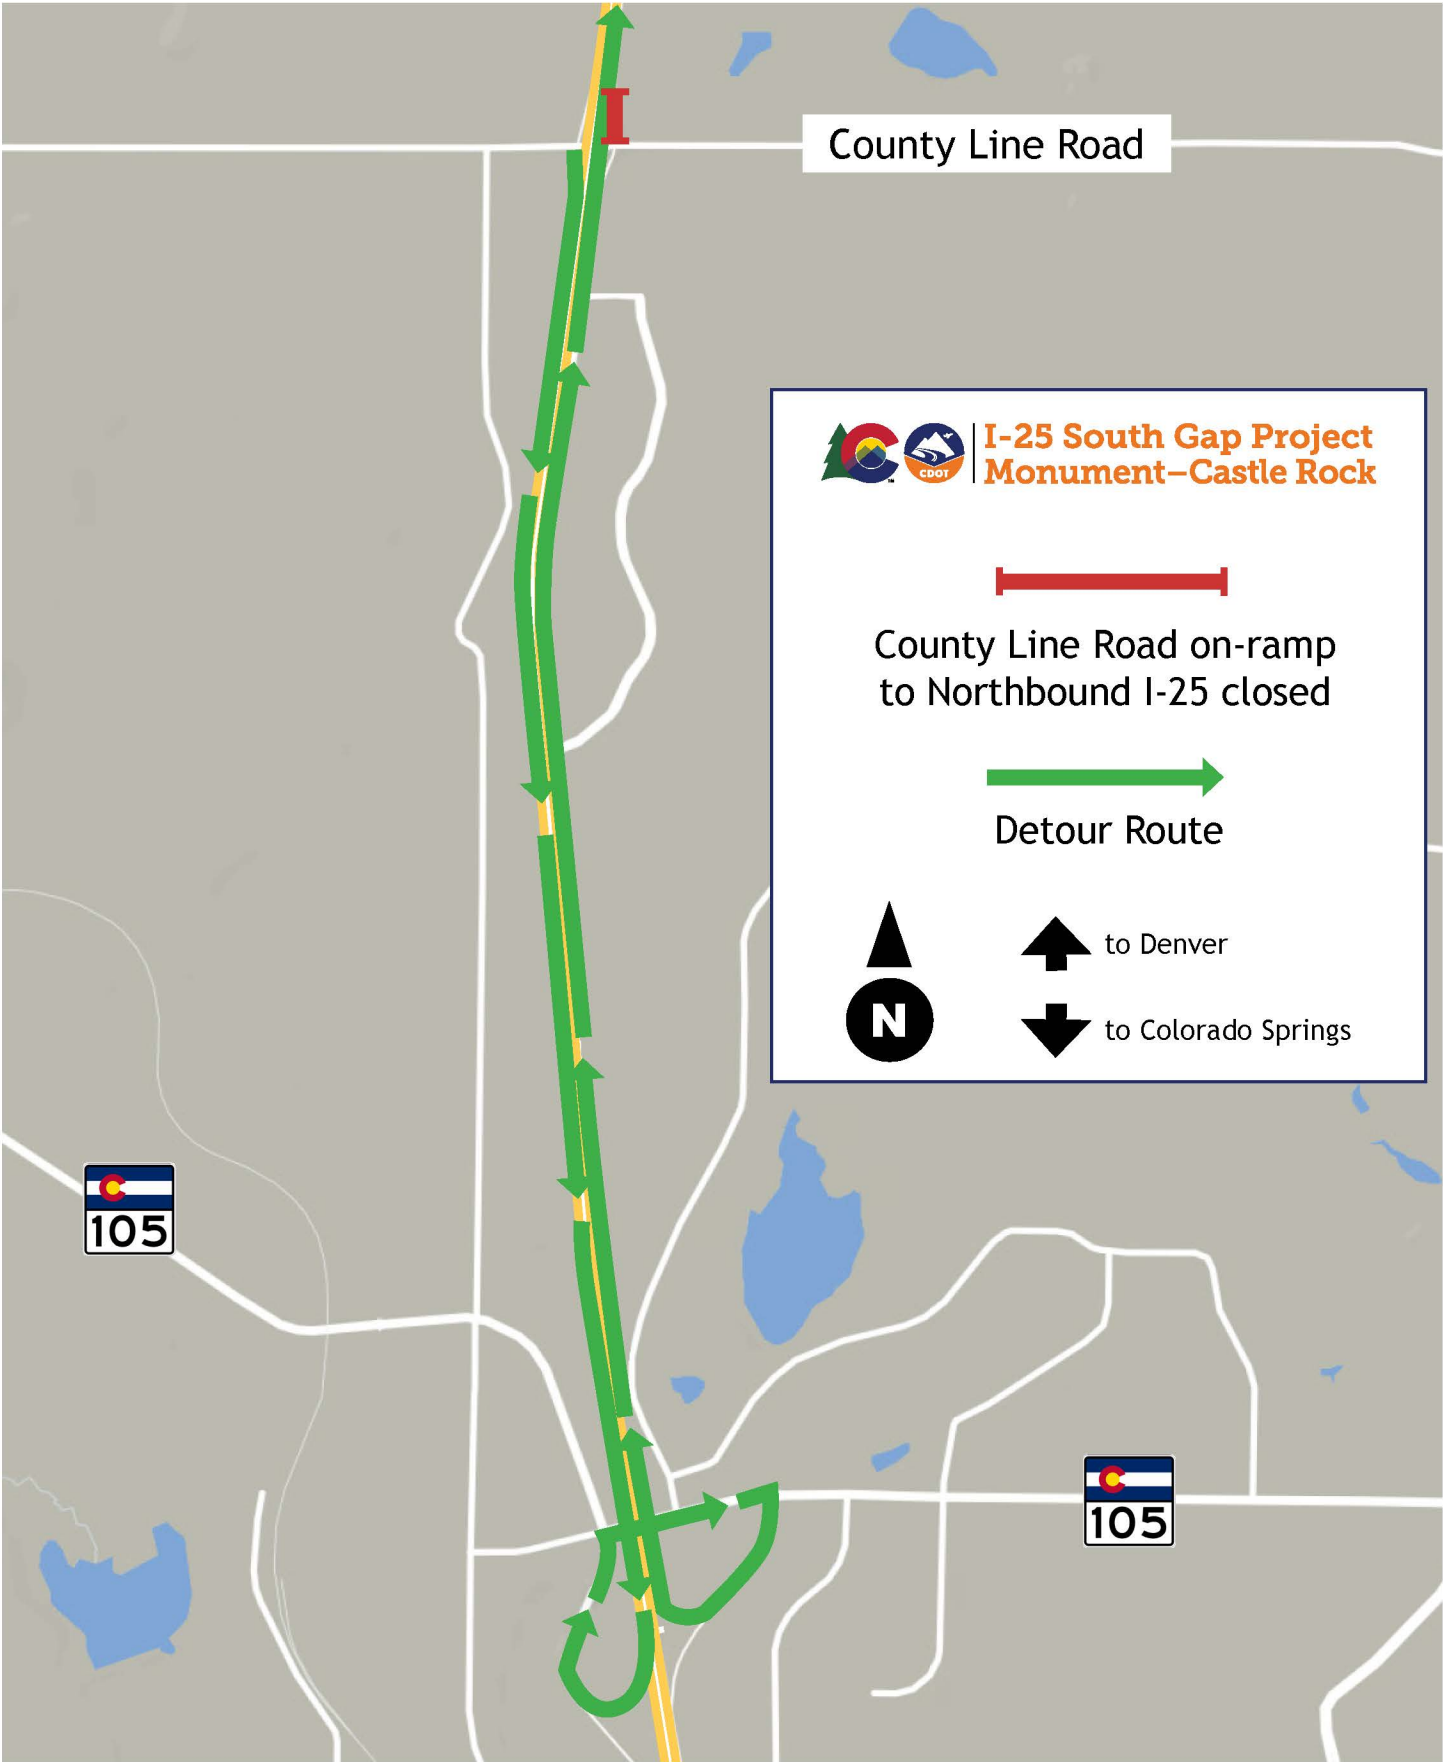 County Line Road
CDOT
I-25 South Gap Project
Monument–Castle Rock
County Line Road on-ramp
to Northbound I-25 closed
Detour Route
N
to Denver
to Colorado Springs
105
105